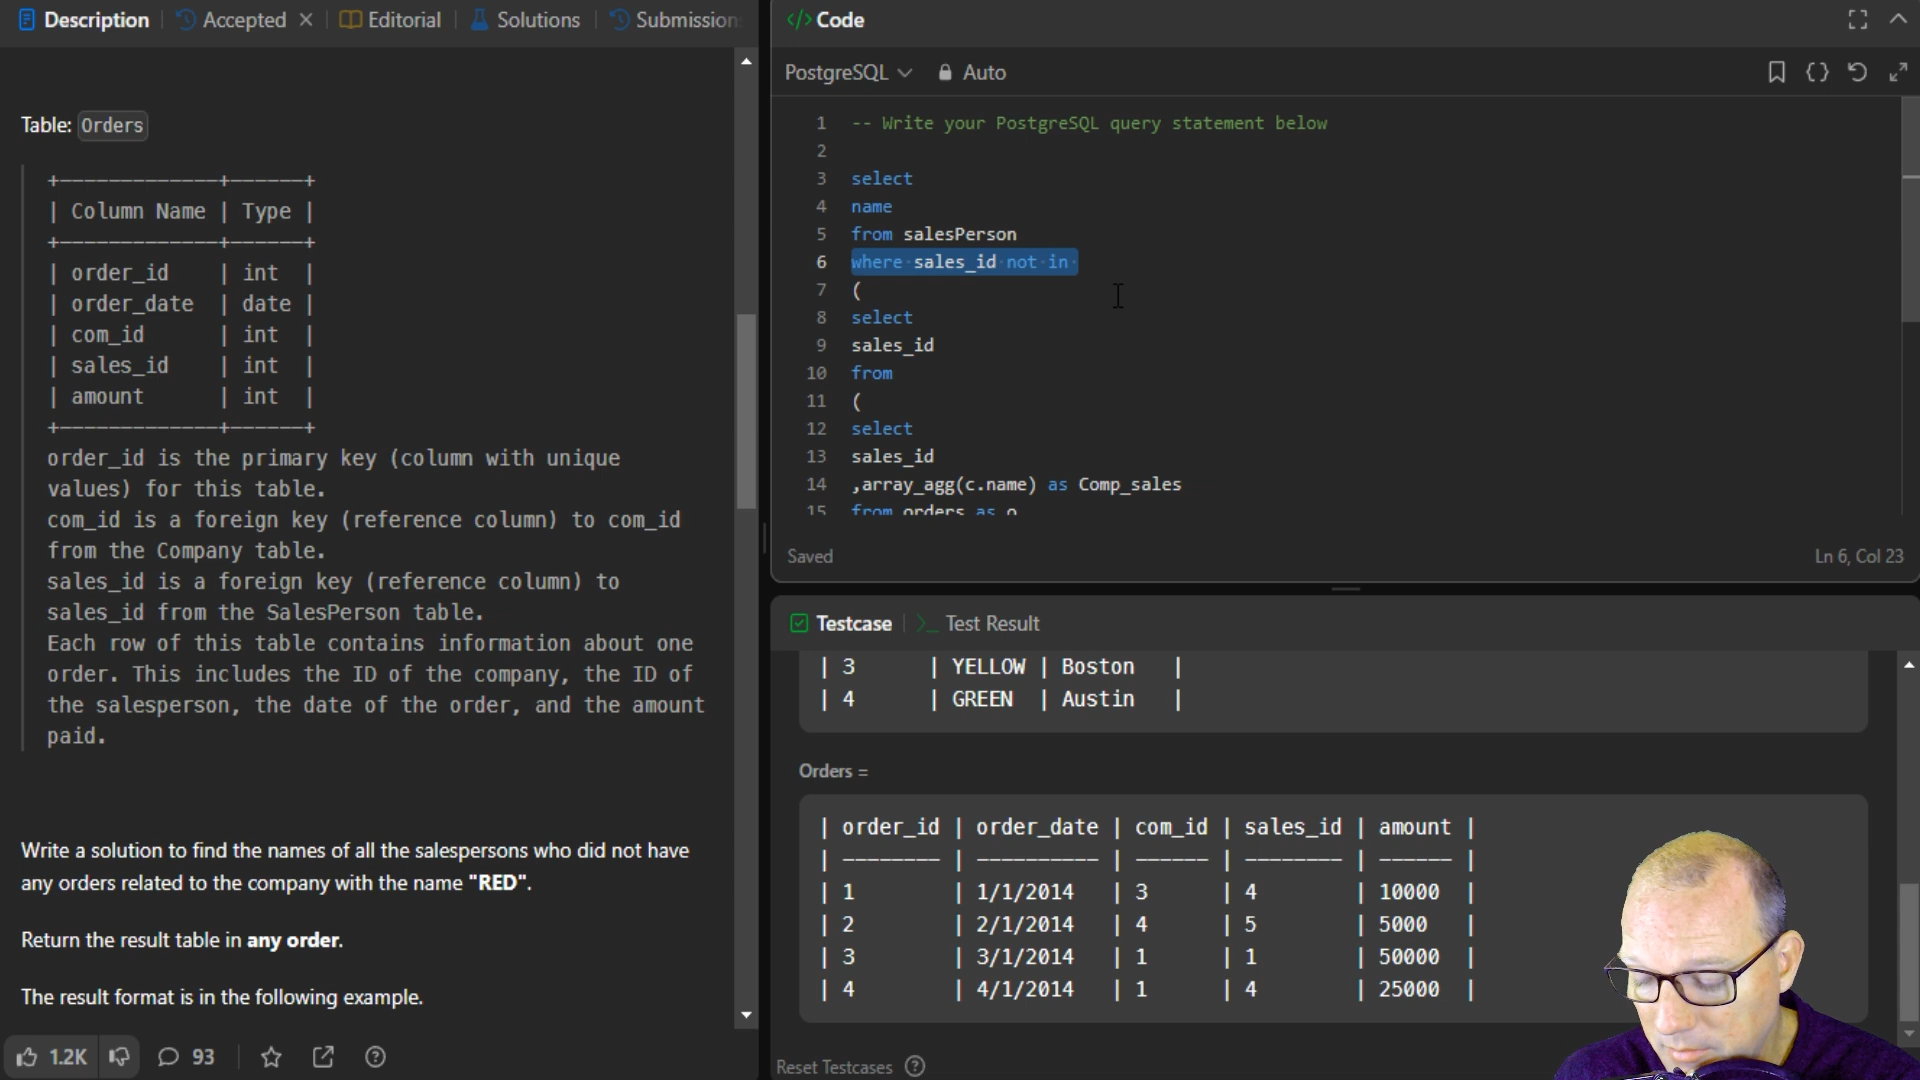 Description
Accepted
Editorial
Solutions
Submission
Table: Orders
+-------------+------+
| Column Name | Type |
+-------------+------+
| order_id | int |
| order_date | date |
| com_id | int |
| sales_id | int |
| amount | int |
+-------------+------+
order_id is the primary key (column with unique
values) for this table.
com_id is a foreign key (reference column) to com_id
from the Company table.
sales_id is a foreign key (reference column) to
sales_id from the SalesPerson table.
Each row of this table contains information about one
order. This includes the ID of the company, the ID of
the salesperson, the date of the order, and the amount
paid.
Write a solution to find the names of all the salespersons who did not have
any orders related to the company with the name "RED".
Return the result table in any order.
The result format is in the following example.
1.2K
93
</> Code
PostgreSQL
Auto
1 -- Write your PostgreSQL query statement below
2
3 select
4 name
5 from salesPerson
6 where sales_id not in
7 (
8 select
9 sales_id
10 from
11 (
12 select
13 sales_id
14 ,array_agg(c.name) as Comp_sales
15 from orders as o
Saved
Ln 6, Col 23
Testcase
>_ Test Result
| 3 | YELLOW | Boston |
| 4 | GREEN | Austin |
Orders =
| order_id | order_date | com_id | sales_id | amount |
| -------- | ---------- | ------ | -------- | ------ |
| 1 | 1/1/2014 | 3 | 4 | 10000 |
| 2 | 2/1/2014 | 4 | 5 | 5000 |
| 3 | 3/1/2014 | 1 | 1 | 50000 |
| 4 | 4/1/2014 | 1 | 4 | 25000 |
Reset Testcases